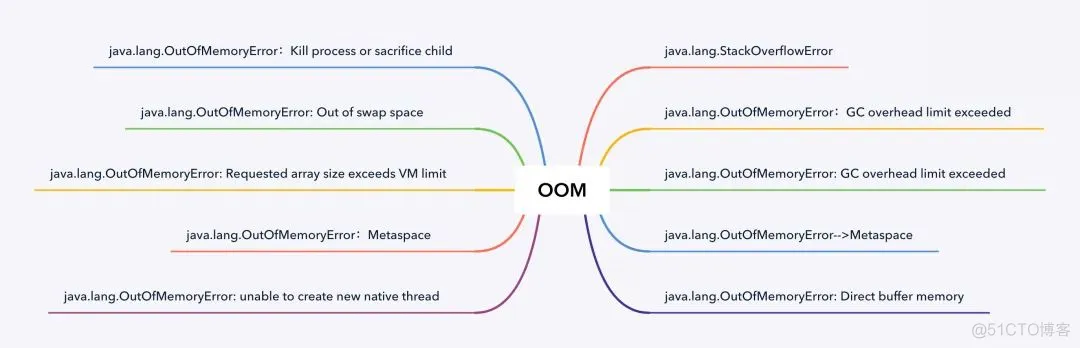 java.lang.OutOfMemoryError：Kill process or sacrifice child
java.lang.OutOfMemoryError: Out of swap space
java.lang.OutOfMemoryError: Requested array size exceeds VM limit
java.lang.OutOfMemoryError：Metaspace
java.lang.OutOfMemoryError: unable to create new native thread
OOM
java.lang.StackOverflowError
java.lang.OutOfMemoryError：GC overhead limit exceeded
java.lang.OutOfMemoryError: GC overhead limit exceeded
java.lang.OutOfMemoryError-->Metaspace
java.lang.OutOfMemoryError: Direct buffer memory
@51CTO博客